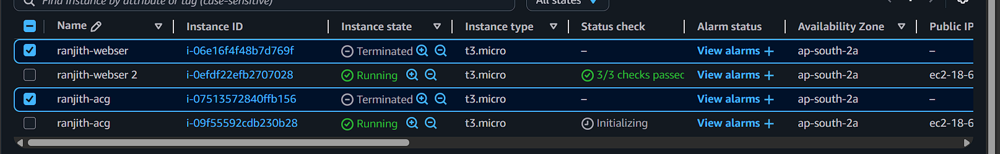 Find Instance by attribute or tag (case-sensitive) All states
Name Instance ID Instance state Instance type Status check Alarm status Availability Zone Public IP
ranjith-webser i-06e16f4f48b7d769f Terminated t3.micro – View alarms + ap-south-2a –
ranjith-webser 2 i-0efdf22efb2707028 Running t3.micro 3/3 checks passec View alarms + ap-south-2a ec2-18-6
ranjith-acg i-07513572840ffb156 Terminated t3.micro – View alarms + ap-south-2a –
ranjith-acg i-09f55592cdb230b28 Running t3.micro Initializing View alarms + ap-south-2a ec2-18-6